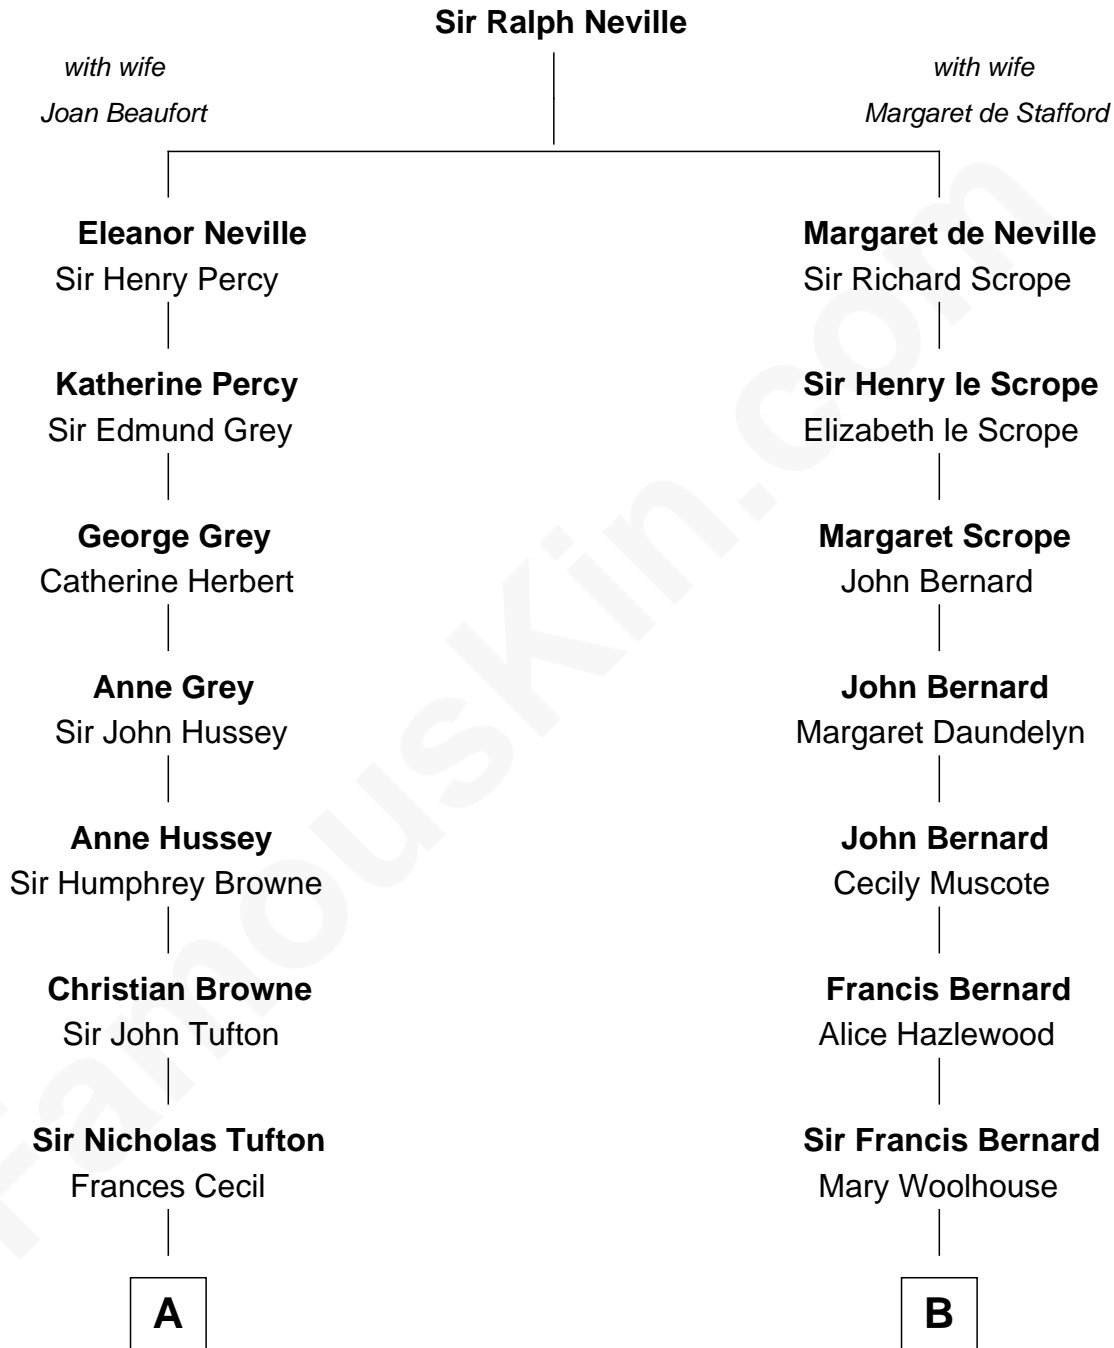 Sir Ralph Neville
with wife
Joan Beaufort
with wife
Margaret de Stafford
Eleanor Neville
Sir Henry Percy
Katherine Percy
Sir Edmund Grey
George Grey
Catherine Herbert
Anne Grey
Sir John Hussey
Anne Hussey
Sir Humphrey Browne
Christian Browne
Sir John Tufton
Sir Nicholas Tufton
Frances Cecil
A
Margaret de Neville
Sir Richard Scrope
Sir Henry le Scrope
Elizabeth le Scrope
Margaret Scrope
John Bernard
John Bernard
Margaret Daundelyn
John Bernard
Cecily Muscote
Francis Bernard
Alice Hazlewood
Sir Francis Bernard
Mary Woolhouse
B
FamousKin.com